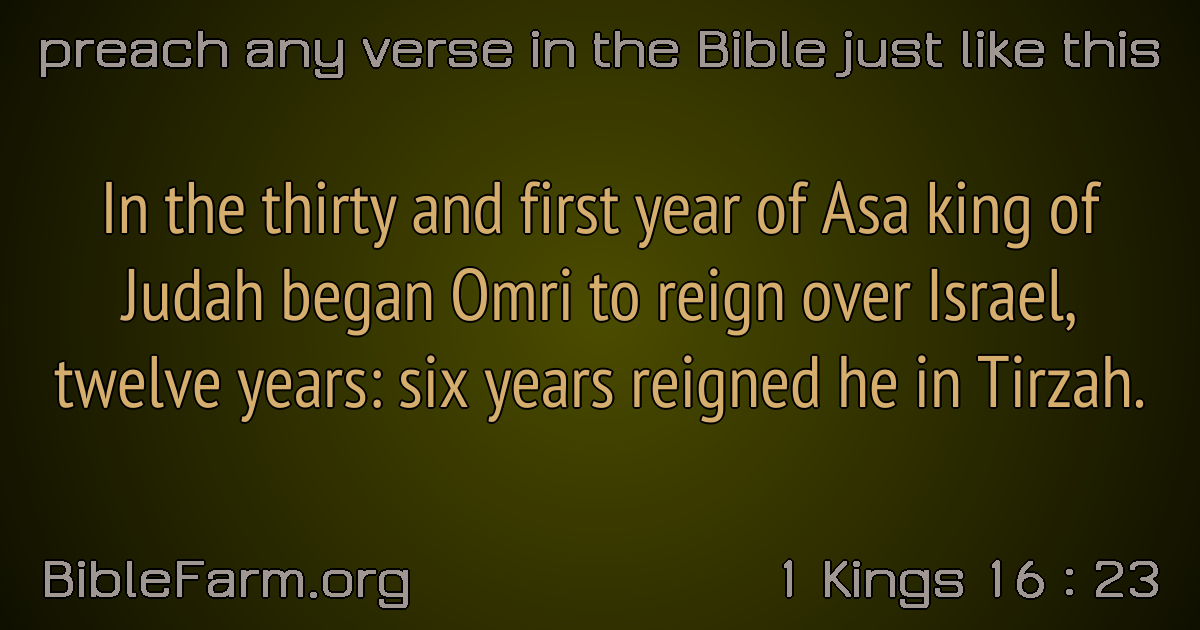 preach any verse in the Bible just like this
In the thirty and first year of Asa king of
Judah began Omri to reign over Israel,
twelve years: six years reigned he in Tirzah.
BibleFarm.org
1 Kings 16 : 23